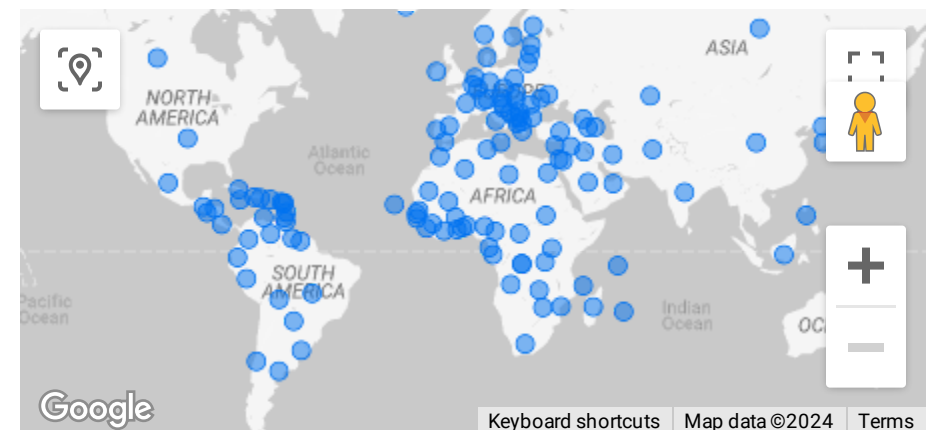 ASIA
NORTH
AMERICA
Atlantic
Ocean
AFRICA
SOUTH
AMERICA
Pacific
Ocean
Indian
Ocean
Google
Keyboard shortcuts
Map data ©2024
Terms